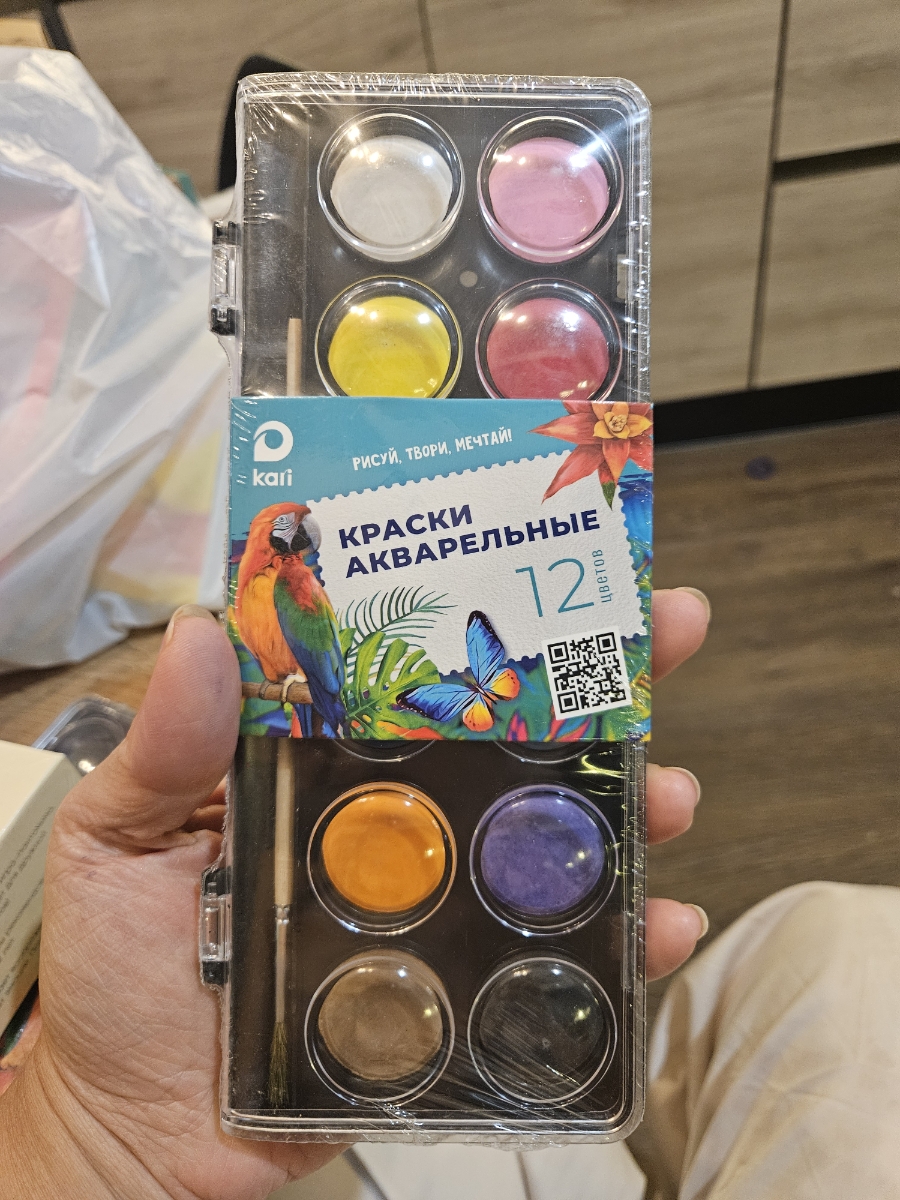 kari
РИСУЙ, ТВОРИ, МЕЧТАЙ!
КРАСКИ
АКВАРЕЛЬНЫЕ
12
цветов